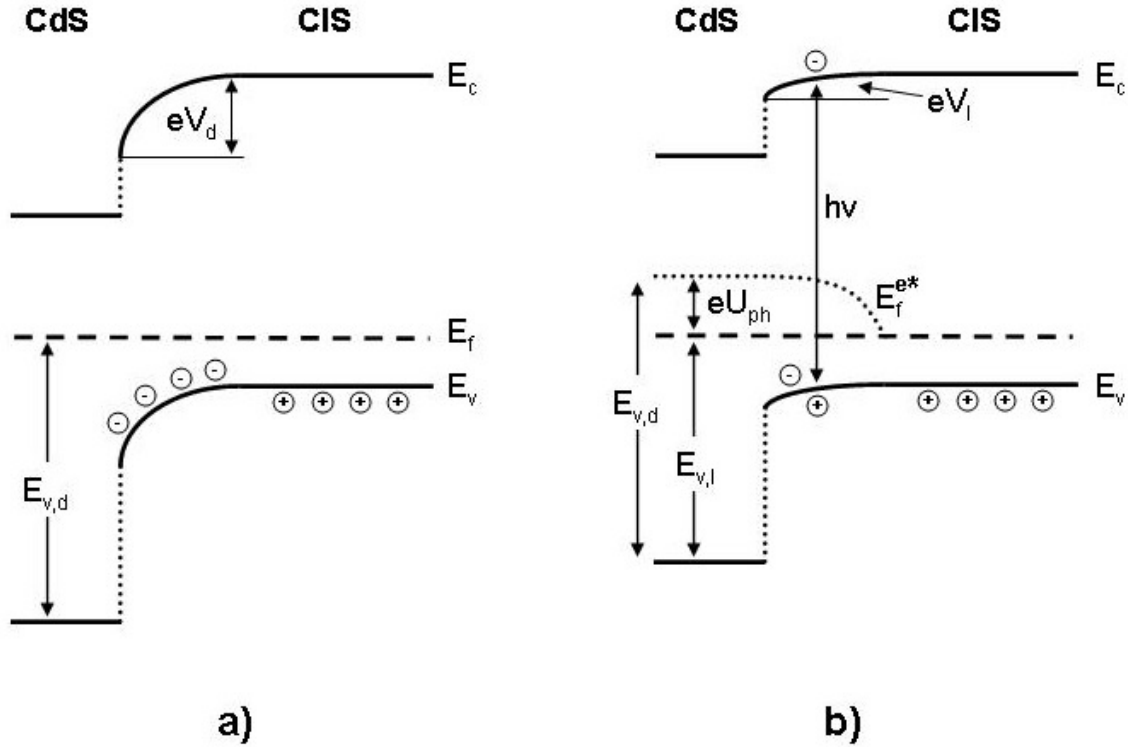 CdS CIS
E_c
eV_d
E_f
E_v
E_v,d
- - - -
+ + + +
a)
CdS CIS
-
E_c
eV_l
hν
E_f^e*
eU_ph
E_v
-
+ + + + +
E_v,d
E_v,l
b)